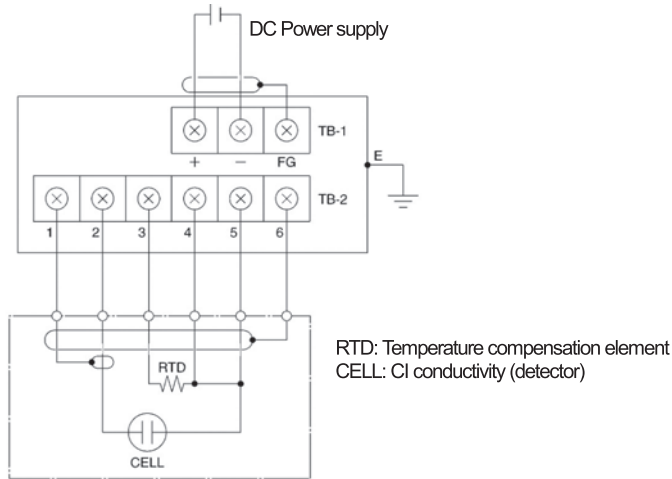 DC Power supply
TB-1
+ − FG
E
TB-2
1 2 3 4 5 6
RTD
RTD: Temperature compensation element
CELL: CI conductivity (detector)
CELL